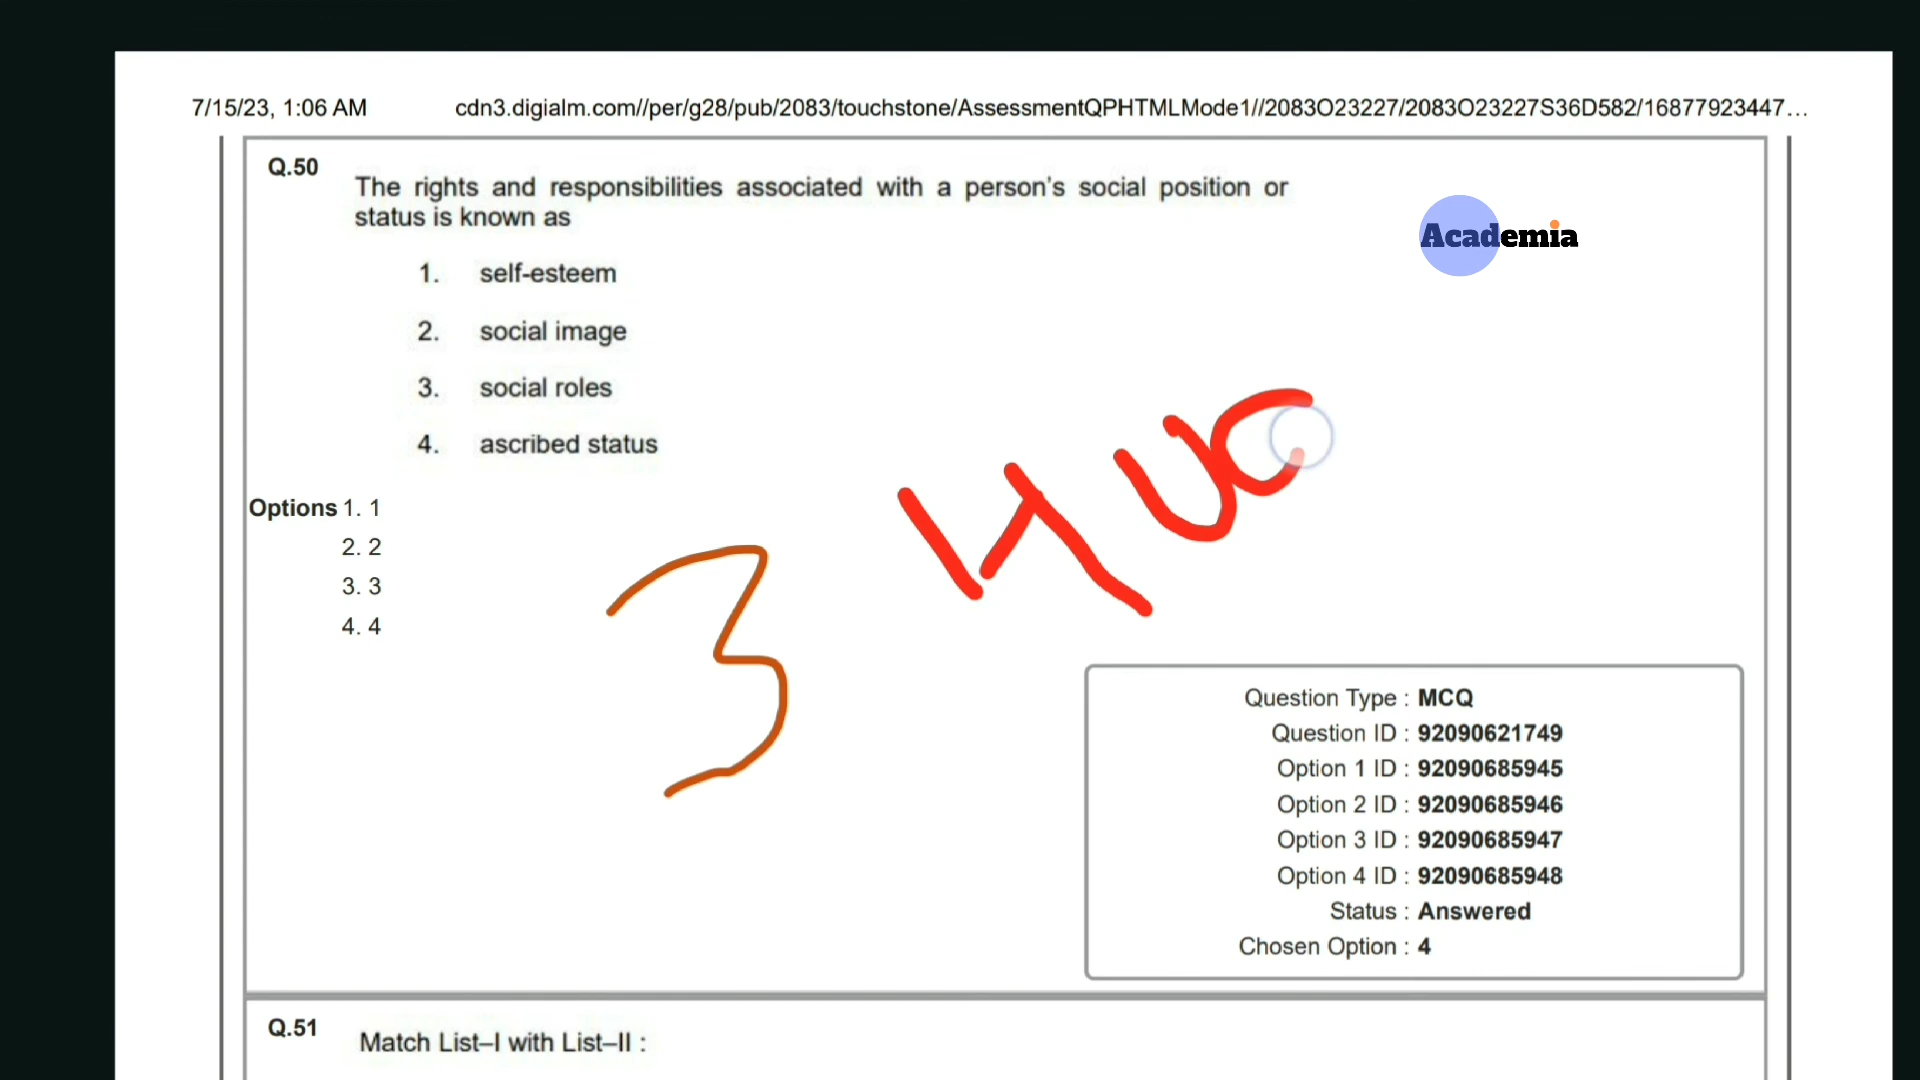 7/15/23, 1:06 AM cdn3.digialm.com//per/g28/pub/2083/touchstone/AssessmentQPHTMLMode1//2083O23227/2083O23227S36D582/16877923447...
Q.50
The rights and responsibilities associated with a person's social position or
status is known as
Academia
1. self-esteem
2. social image
3. social roles
4. ascribed status
Options 1. 1
2. 2
3. 3
4. 4
3
Question Type : MCQ
Question ID : 92090621749
Option 1 ID : 92090685945
Option 2 ID : 92090685946
Option 3 ID : 92090685947
Option 4 ID : 92090685948
Status : Answered
Chosen Option : 4
Q.51
Match List–I with List–II :